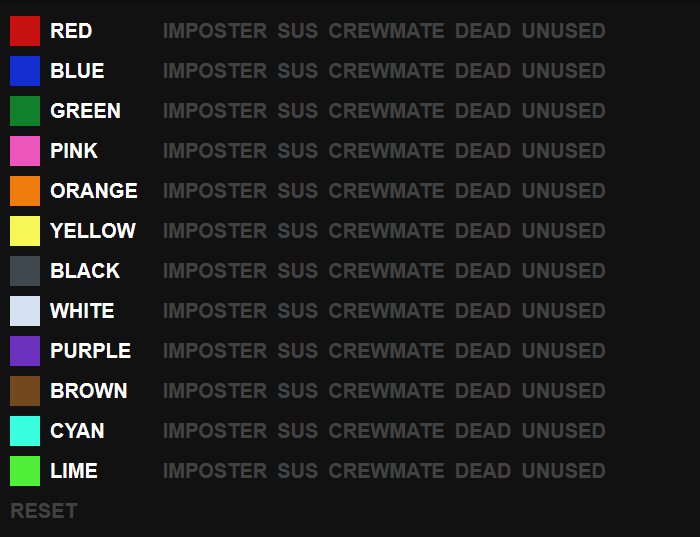 RED IMPOSTER SUS CREWMATE DEAD UNUSED
BLUE IMPOSTER SUS CREWMATE DEAD UNUSED
GREEN IMPOSTER SUS CREWMATE DEAD UNUSED
PINK IMPOSTER SUS CREWMATE DEAD UNUSED
ORANGE IMPOSTER SUS CREWMATE DEAD UNUSED
YELLOW IMPOSTER SUS CREWMATE DEAD UNUSED
BLACK IMPOSTER SUS CREWMATE DEAD UNUSED
WHITE IMPOSTER SUS CREWMATE DEAD UNUSED
PURPLE IMPOSTER SUS CREWMATE DEAD UNUSED
BROWN IMPOSTER SUS CREWMATE DEAD UNUSED
CYAN IMPOSTER SUS CREWMATE DEAD UNUSED
LIME IMPOSTER SUS CREWMATE DEAD UNUSED
RESET